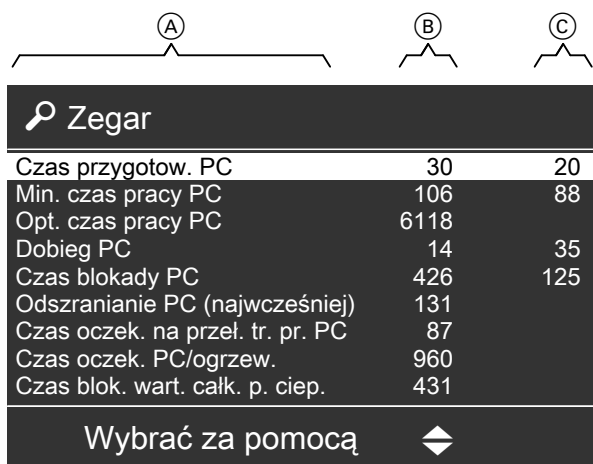 Ⓐ Ⓑ Ⓒ
Zegar
Czas przygotow. PC 30 20
Min. czas pracy PC 106 88
Opt. czas pracy PC 6118
Dobieg PC 14 35
Czas blokady PC 426 125
Odszranianie PC (najwcześniej) 131
Czas oczek. na przeł. tr. pr. PC 87
Czas oczek. PC/ogrzew. 960
Czas blok. wart. całk. p. ciep. 431
Wybrać za pomocą